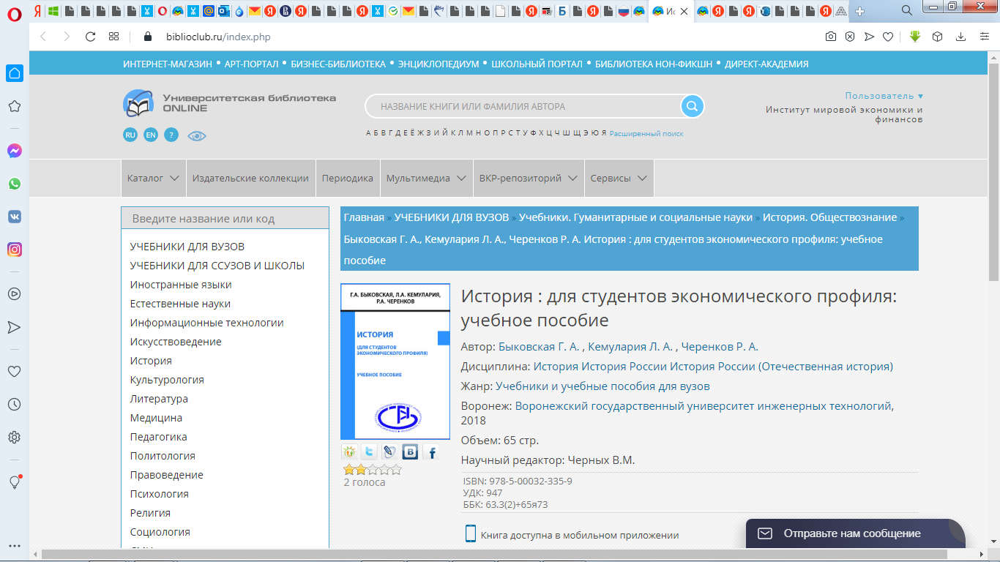 Ис
biblioclub.ru/index.php
ИНТЕРНЕТ-МАГАЗИН • АРТ-ПОРТАЛ • БИЗНЕС-БИБЛИОТЕКА • ЭНЦИКЛОПЕДИУМ • ШКОЛЬНЫЙ ПОРТАЛ • БИБЛИОТЕКА НОН-ФИКШН • ДИРЕКТ-АКАДЕМИЯ
Университетская библиотека
ONLINE
RU EN ?
НАЗВАНИЕ КНИГИ ИЛИ ФАМИЛИЯ АВТОРА
А Б В Г Д Е Ё Ж З И Й К Л М Н О П Р С Т У Ф Х Ц Ч Ш Щ Э Ю Я Расширенный поиск
Пользователь
Институт мировой экономики и
финансов
Каталог Издательские коллекции Периодика Мультимедиа ВКР-репозиторий Сервисы
Введите название или код
УЧЕБНИКИ ДЛЯ ВУЗОВ
УЧЕБНИКИ ДЛЯ ССУЗОВ И ШКОЛЫ
Иностранные языки
Естественные науки
Информационные технологии
Искусствоведение
История
Культурология
Литература
Медицина
Педагогика
Политология
Правоведение
Психология
Религия
Социология
Главная » УЧЕБНИКИ ДЛЯ ВУЗОВ » Учебники. Гуманитарные и социальные науки » История. Обществознание »
Быковская Г. А., Кемулария Л. А., Черенков Р. А. История : для студентов экономического профиля: учебное
пособие
Г.А. БЫКОВСКАЯ, Л.А. КЕМУЛАРИЯ,
Р.А. ЧЕРЕНКОВ
ИСТОРИЯ
(ДЛЯ СТУДЕНТОВ
ЭКОНОМИЧЕСКОГО ПРОФИЛЯ)
УЧЕБНОЕ ПОСОБИЕ
2 голоса
История : для студентов экономического профиля:
учебное пособие
Автор: Быковская Г. А. , Кемулария Л. А. , Черенков Р. А.
Дисциплина: История История России История России (Отечественная история)
Жанр: Учебники и учебные пособия для вузов
Воронеж: Воронежский государственный университет инженерных технологий,
2018
Объем: 65 стр.
Научный редактор: Черных В.М.
ISBN: 978-5-00032-335-9
УДК: 947
ББК: 63.3(2)+65я73
Книга доступна в мобильном приложении
Отправьте нам сообщение